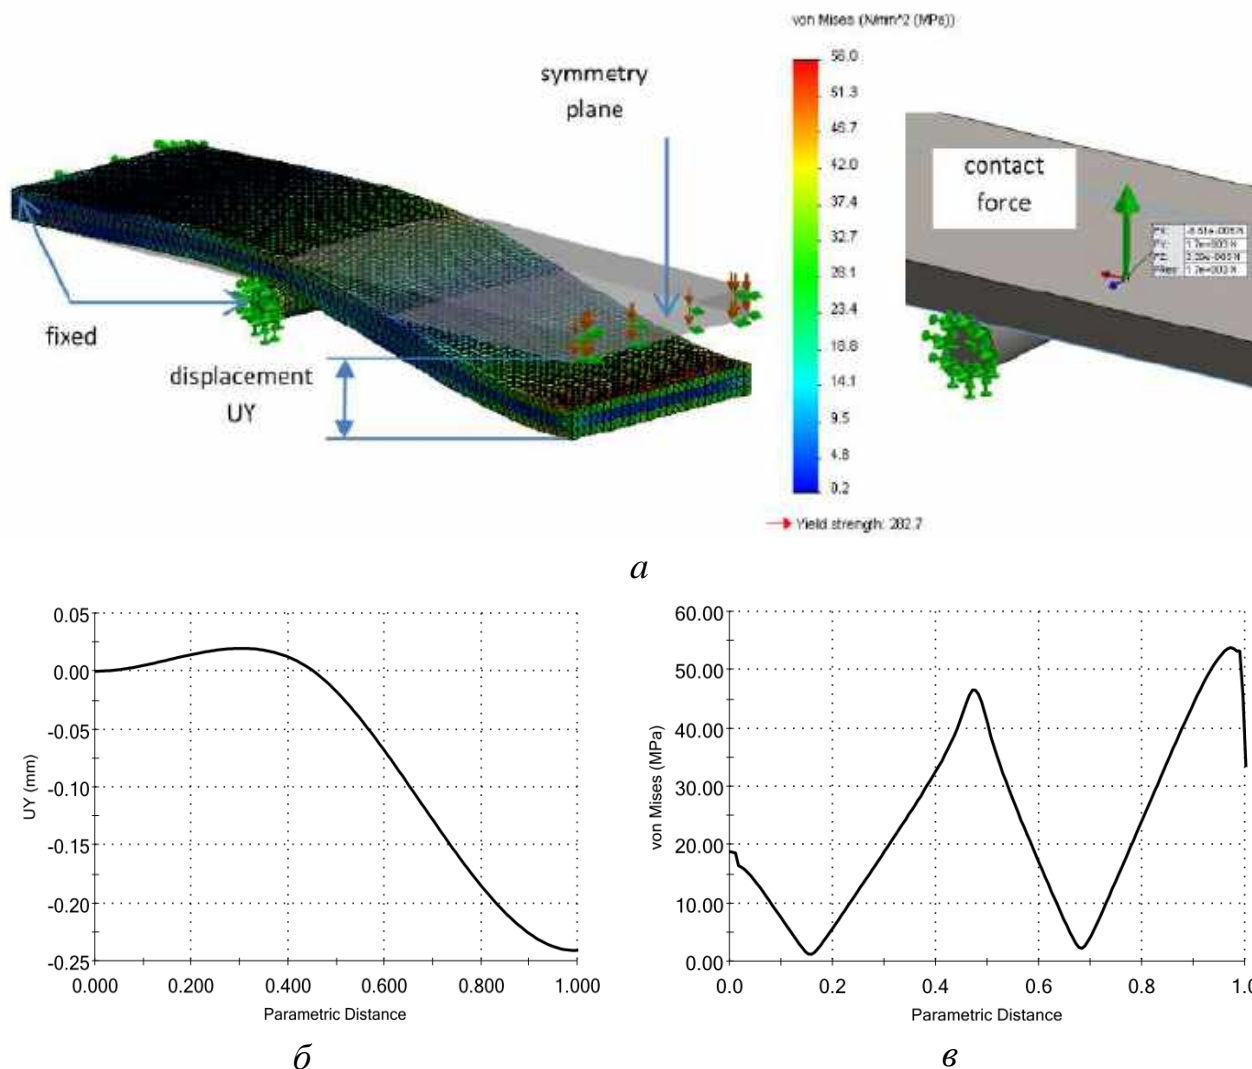 von Mises (N/mm^2 (MPa))
symmetry
plane
56.0
51.3
46.7
42.0
37.4
32.7
28.1
23.4
18.8
14.1
9.5
4.8
0.2
Yield strength: 282.7
contact
force
fixed
displacement
UY
а
0.05
0.00
-0.05
-0.10
-0.15
-0.20
-0.25
UY (mm)
0.000 0.200 0.400 0.600 0.800 1.000
Parametric Distance
б
60.00
50.00
40.00
30.00
20.00
10.00
0.00
von Mises (MPa)
0.0 0.2 0.4 0.6 0.8 1.0
Parametric Distance
в